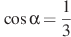 cos α = 1/3